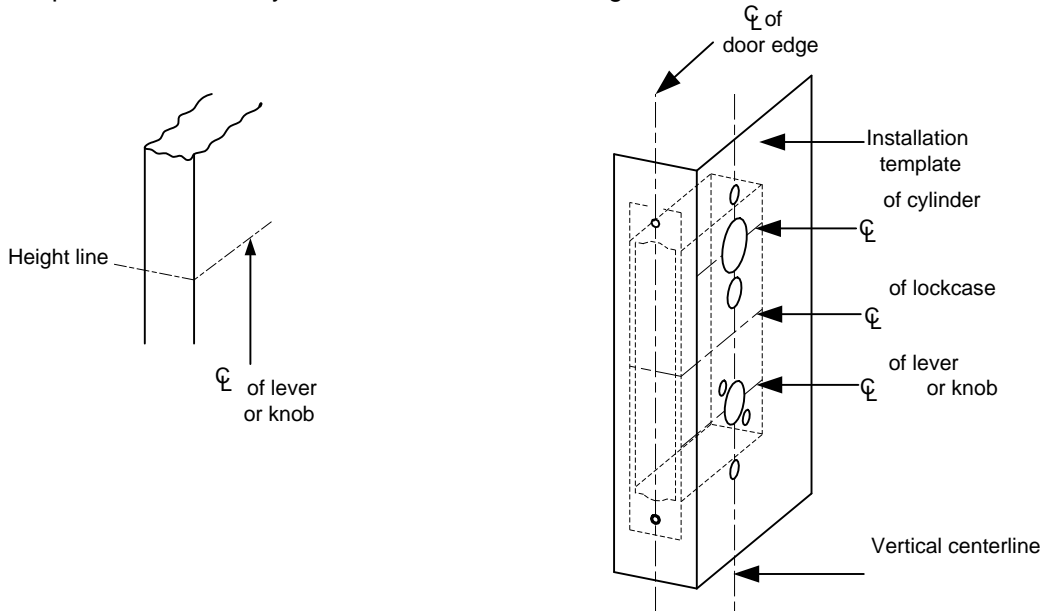 ℄ of
door edge
Installation
template
of cylinder
℄
Height line
of lockcase
℄
℄ of lever
or knob
of lever
℄ or knob
Vertical centerline